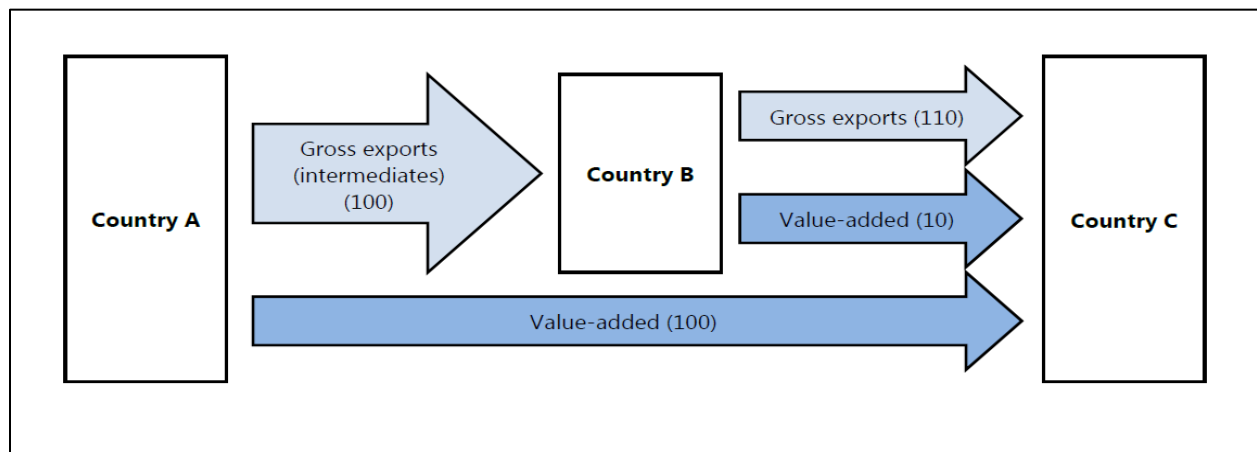 Country A
Gross exports
(intermediates)
(100)
Country B
Gross exports (110)
Value-added (10)
Value-added (100)
Country C